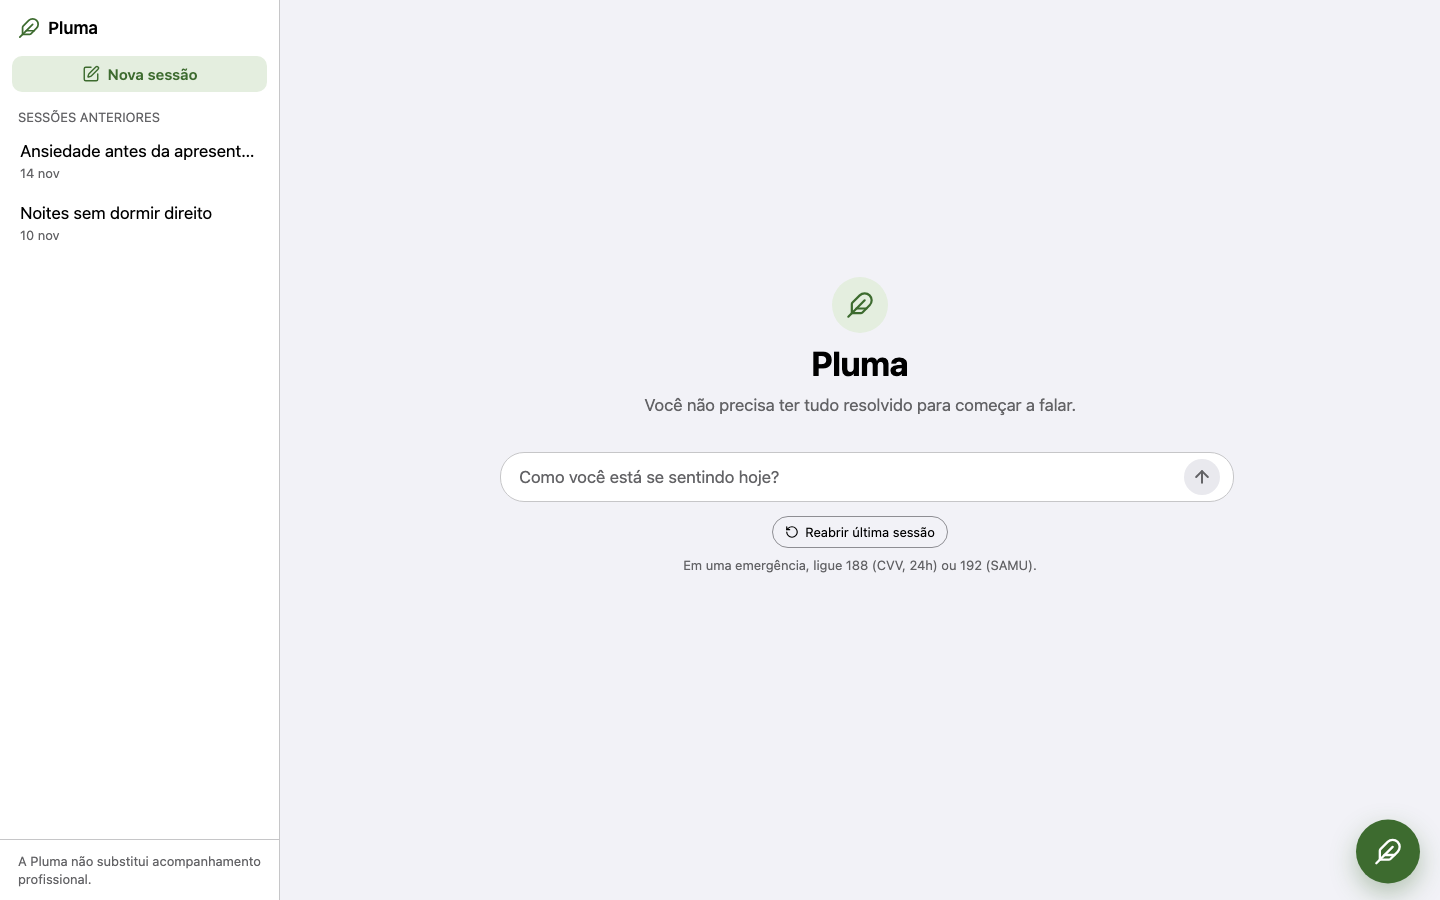 Pluma
Nova sessão
SESSÕES ANTERIORES
Ansiedade antes da apresent...
14 nov
Noites sem dormir direito
10 nov
A Pluma não substitui acompanhamento
profissional.
Pluma
Você não precisa ter tudo resolvido para começar a falar.
Como você está se sentindo hoje?
Reabrir última sessão
Em uma emergência, ligue 188 (CVV, 24h) ou 192 (SAMU).